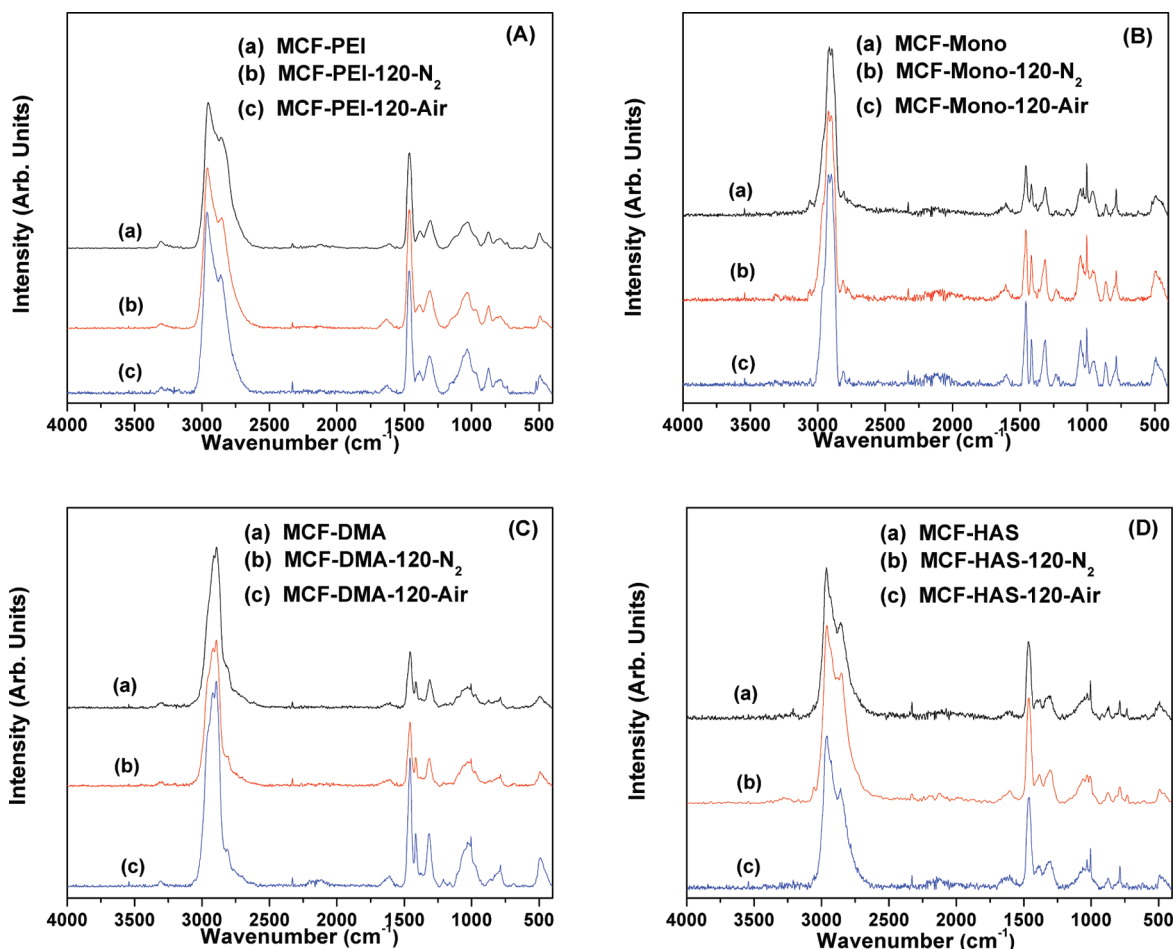 (A)
(a) MCF-PEI
(b) MCF-PEI-120-N₂
(c) MCF-PEI-120-Air
Intensity (Arb. Units)
(a)
(b)
(c)
4000 3500 3000 2500 2000 1500 1000 500
Wavenumber (cm⁻¹)
(B)
(a) MCF-Mono
(b) MCF-Mono-120-N₂
(c) MCF-Mono-120-Air
Intensity (Arb. Units)
(a)
(b)
(c)
4000 3500 3000 2500 2000 1500 1000 500
Wavenumber (cm⁻¹)
(C)
(a) MCF-DMA
(b) MCF-DMA-120-N₂
(c) MCF-DMA-120-Air
Intensity (Arb. Units)
(a)
(b)
(c)
4000 3500 3000 2500 2000 1500 1000 500
Wavenumber (cm⁻¹)
(D)
(a) MCF-HAS
(b) MCF-HAS-120-N₂
(c) MCF-HAS-120-Air
Intensity (Arb. Units)
(a)
(b)
(c)
4000 3500 3000 2500 2000 1500 1000 500
Wavenumber (cm⁻¹)